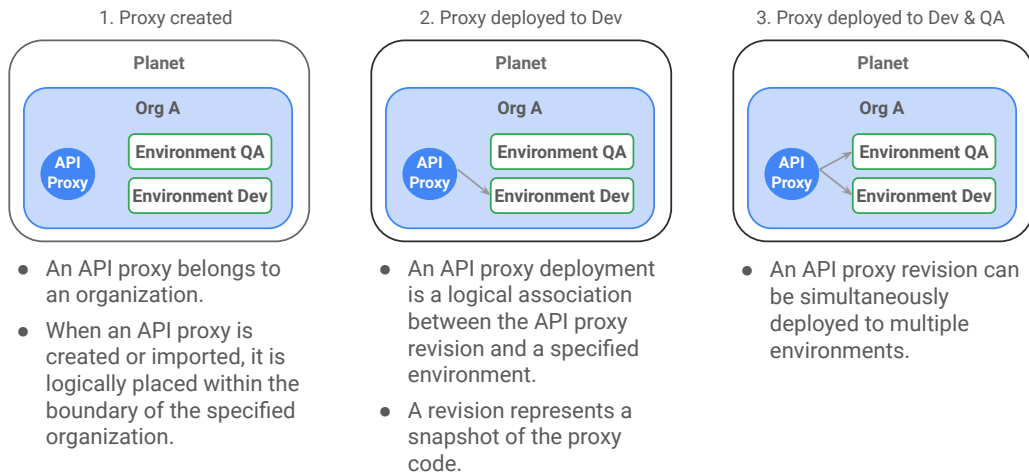 1. Proxy created
Planet
Org A
API
Proxy
Environment QA
Environment Dev
● An API proxy belongs to
an organization.
● When an API proxy is
created or imported, it is
logically placed within the
boundary of the specified
organization.
2. Proxy deployed to Dev
Planet
Org A
API
Proxy
Environment QA
Environment Dev
● An API proxy deployment
is a logical association
between the API proxy
revision and a specified
environment.
● A revision represents a
snapshot of the proxy
code.
3. Proxy deployed to Dev & QA
Planet
Org A
API
Proxy
Environment QA
Environment Dev
● An API proxy revision can
be simultaneously
deployed to multiple
environments.